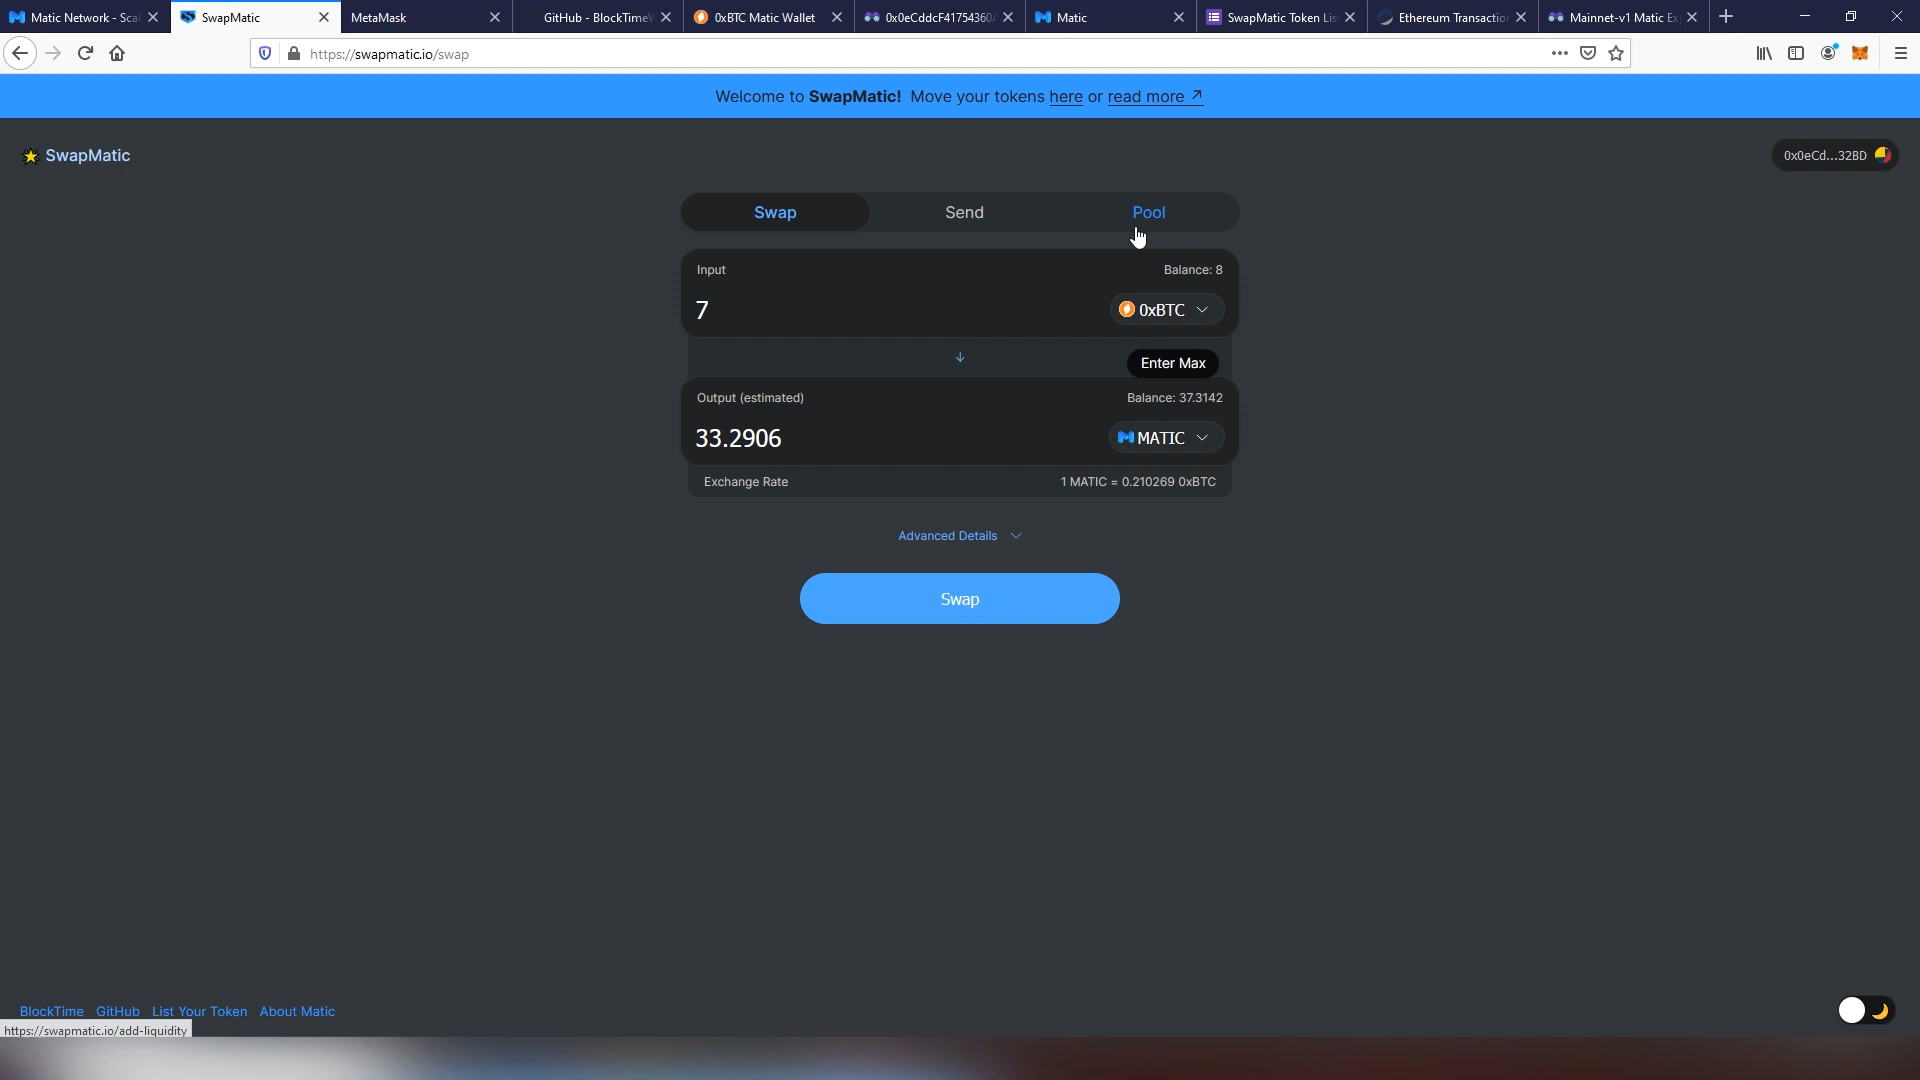 Matic Network - Sca
SwapMatic
MetaMask
GitHub - BlockTimeW
0xBTC Matic Wallet
0x0eCddcF41754360
Matic
SwapMatic Token Lis
Ethereum Transactio
Mainnet-v1 Matic Ex
https://swapmatic.io/swap
Welcome to SwapMatic! Move your tokens here or read more ↗
SwapMatic
0x0eCd...32BD
Swap
Send
Pool
Input
Balance: 8
7
0xBTC
Enter Max
Output (estimated)
Balance: 37.3142
33.2906
MATIC
Exchange Rate
1 MATIC = 0.210269 0xBTC
Advanced Details
Swap
BlockTime GitHub List Your Token About Matic
https://swapmatic.io/add-liquidity